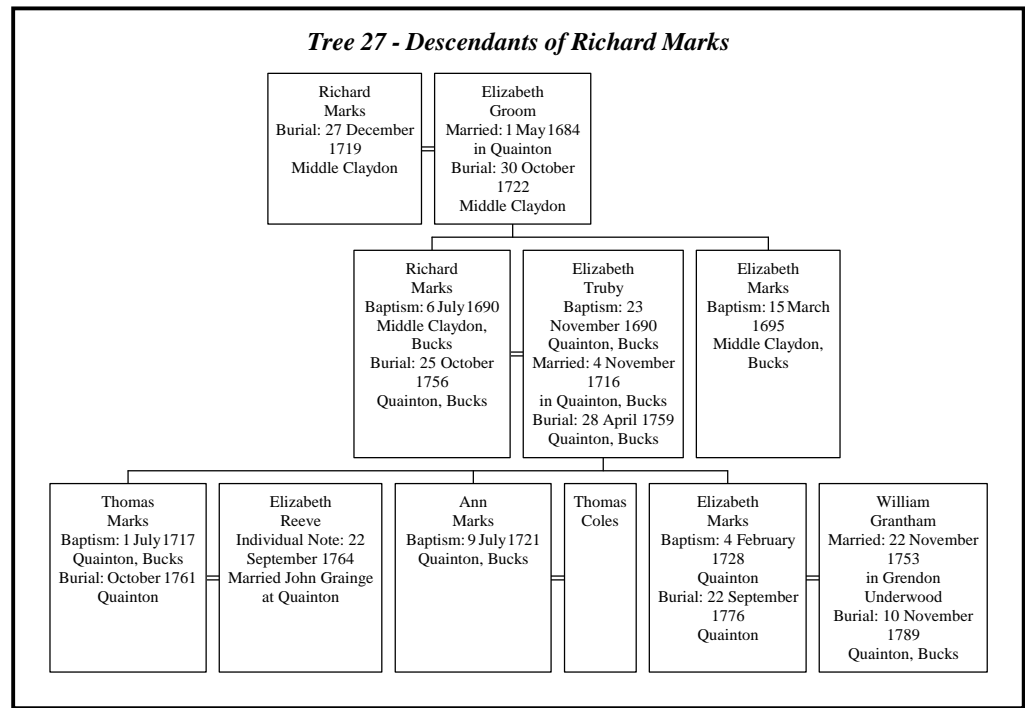 Tree 27 - Descendants of Richard Marks
Richard
Marks
Burial: 27 December
1719
Middle Claydon
Elizabeth
Groom
Married: 1 May 1684
in Quainton
Burial: 30 October
1722
Middle Claydon
Richard
Marks
Baptism: 6 July 1690
Middle Claydon,
Bucks
Burial: 25 October
1756
Quainton, Bucks
Elizabeth
Truby
Baptism: 23
November 1690
Quainton, Bucks
Married: 4 November
1716
in Quainton, Bucks
Burial: 28 April 1759
Quainton, Bucks
Elizabeth
Marks
Baptism: 15 March
1695
Middle Claydon,
Bucks
Thomas
Marks
Baptism: 1 July 1717
Quainton, Bucks
Burial: October 1761
Quainton
Elizabeth
Reeve
Individual Note: 22
September 1764
Married John Grainge
at Quainton
Ann
Marks
Baptism: 9 July 1721
Quainton, Bucks
Thomas
Coles
Elizabeth
Marks
Baptism: 4 February
1728
Quainton
Burial: 22 September
1776
Quainton
William
Grantham
Married: 22 November
1753
in Grendon
Underwood
Burial: 10 November
1789
Quainton, Bucks